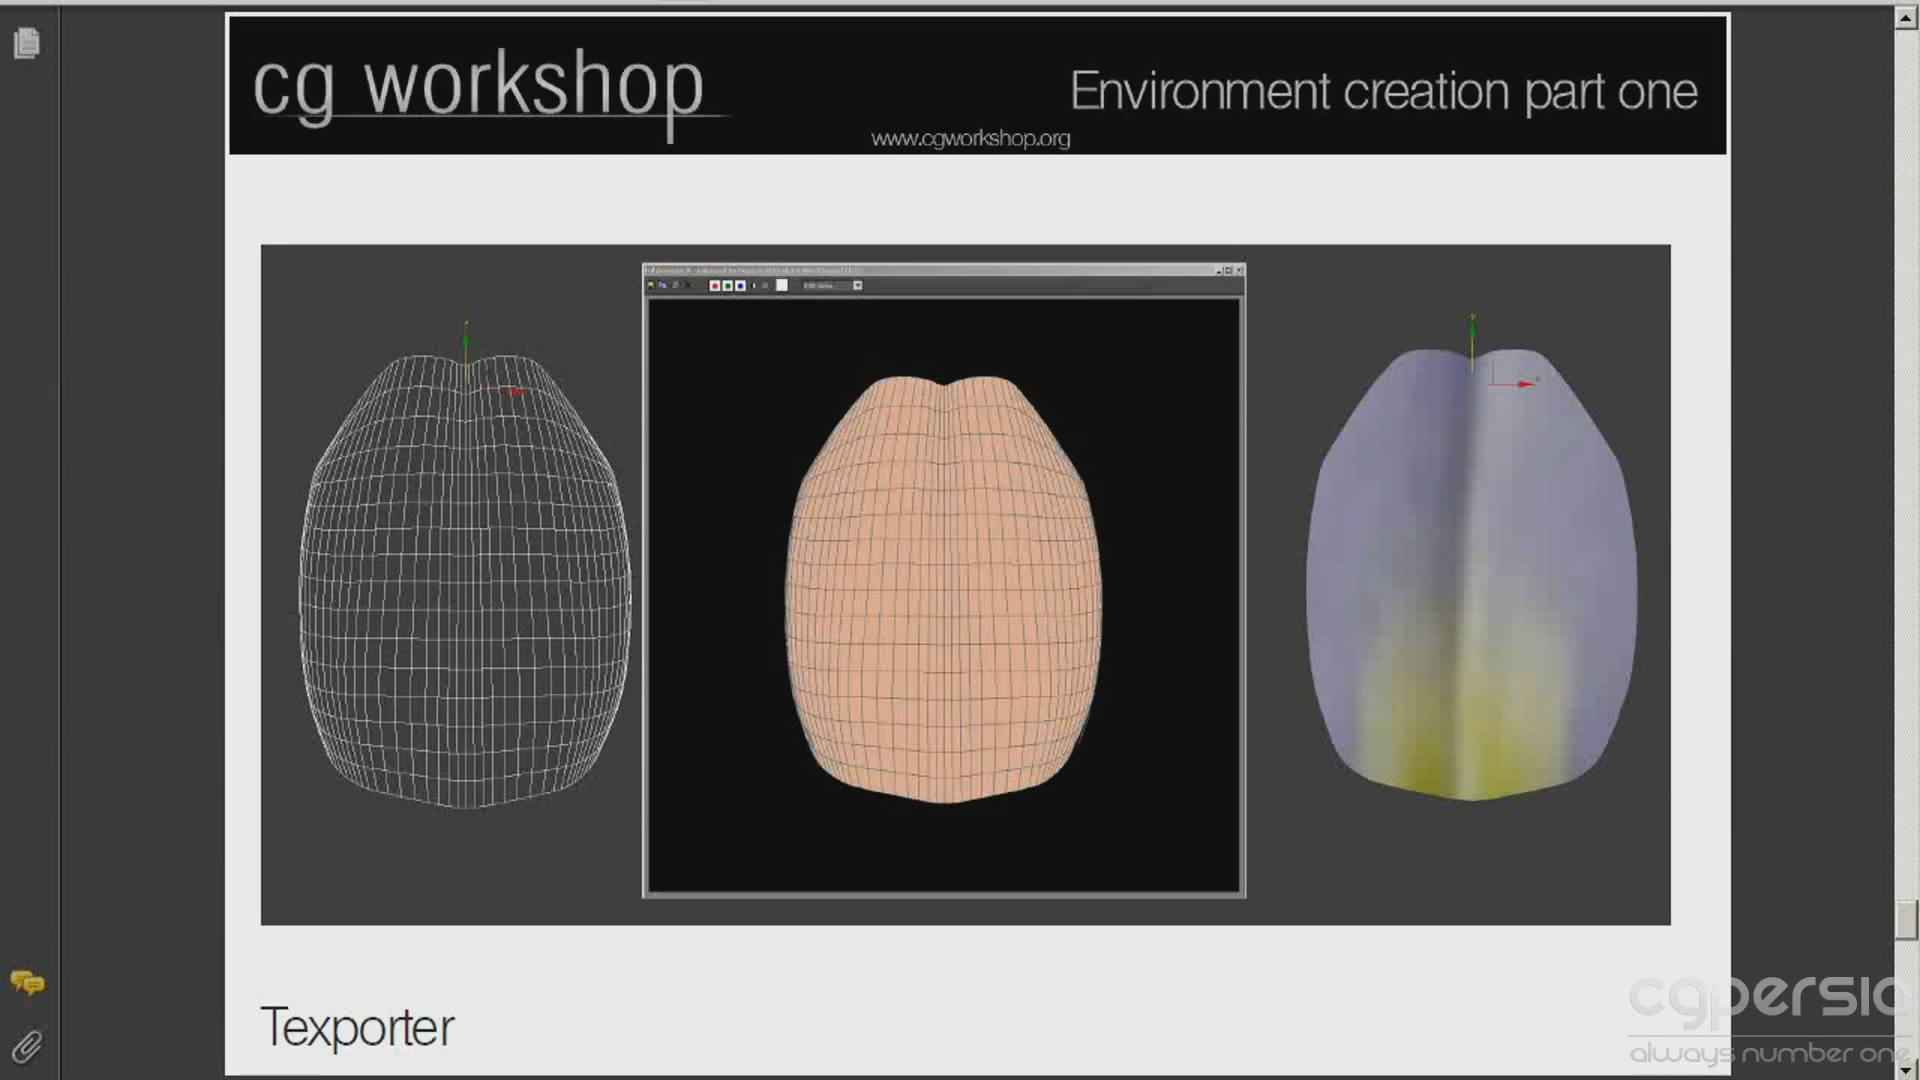 cg workshop
Environment creation part one
www.cgworkshop.org
Texporter
cgpersia
always number one